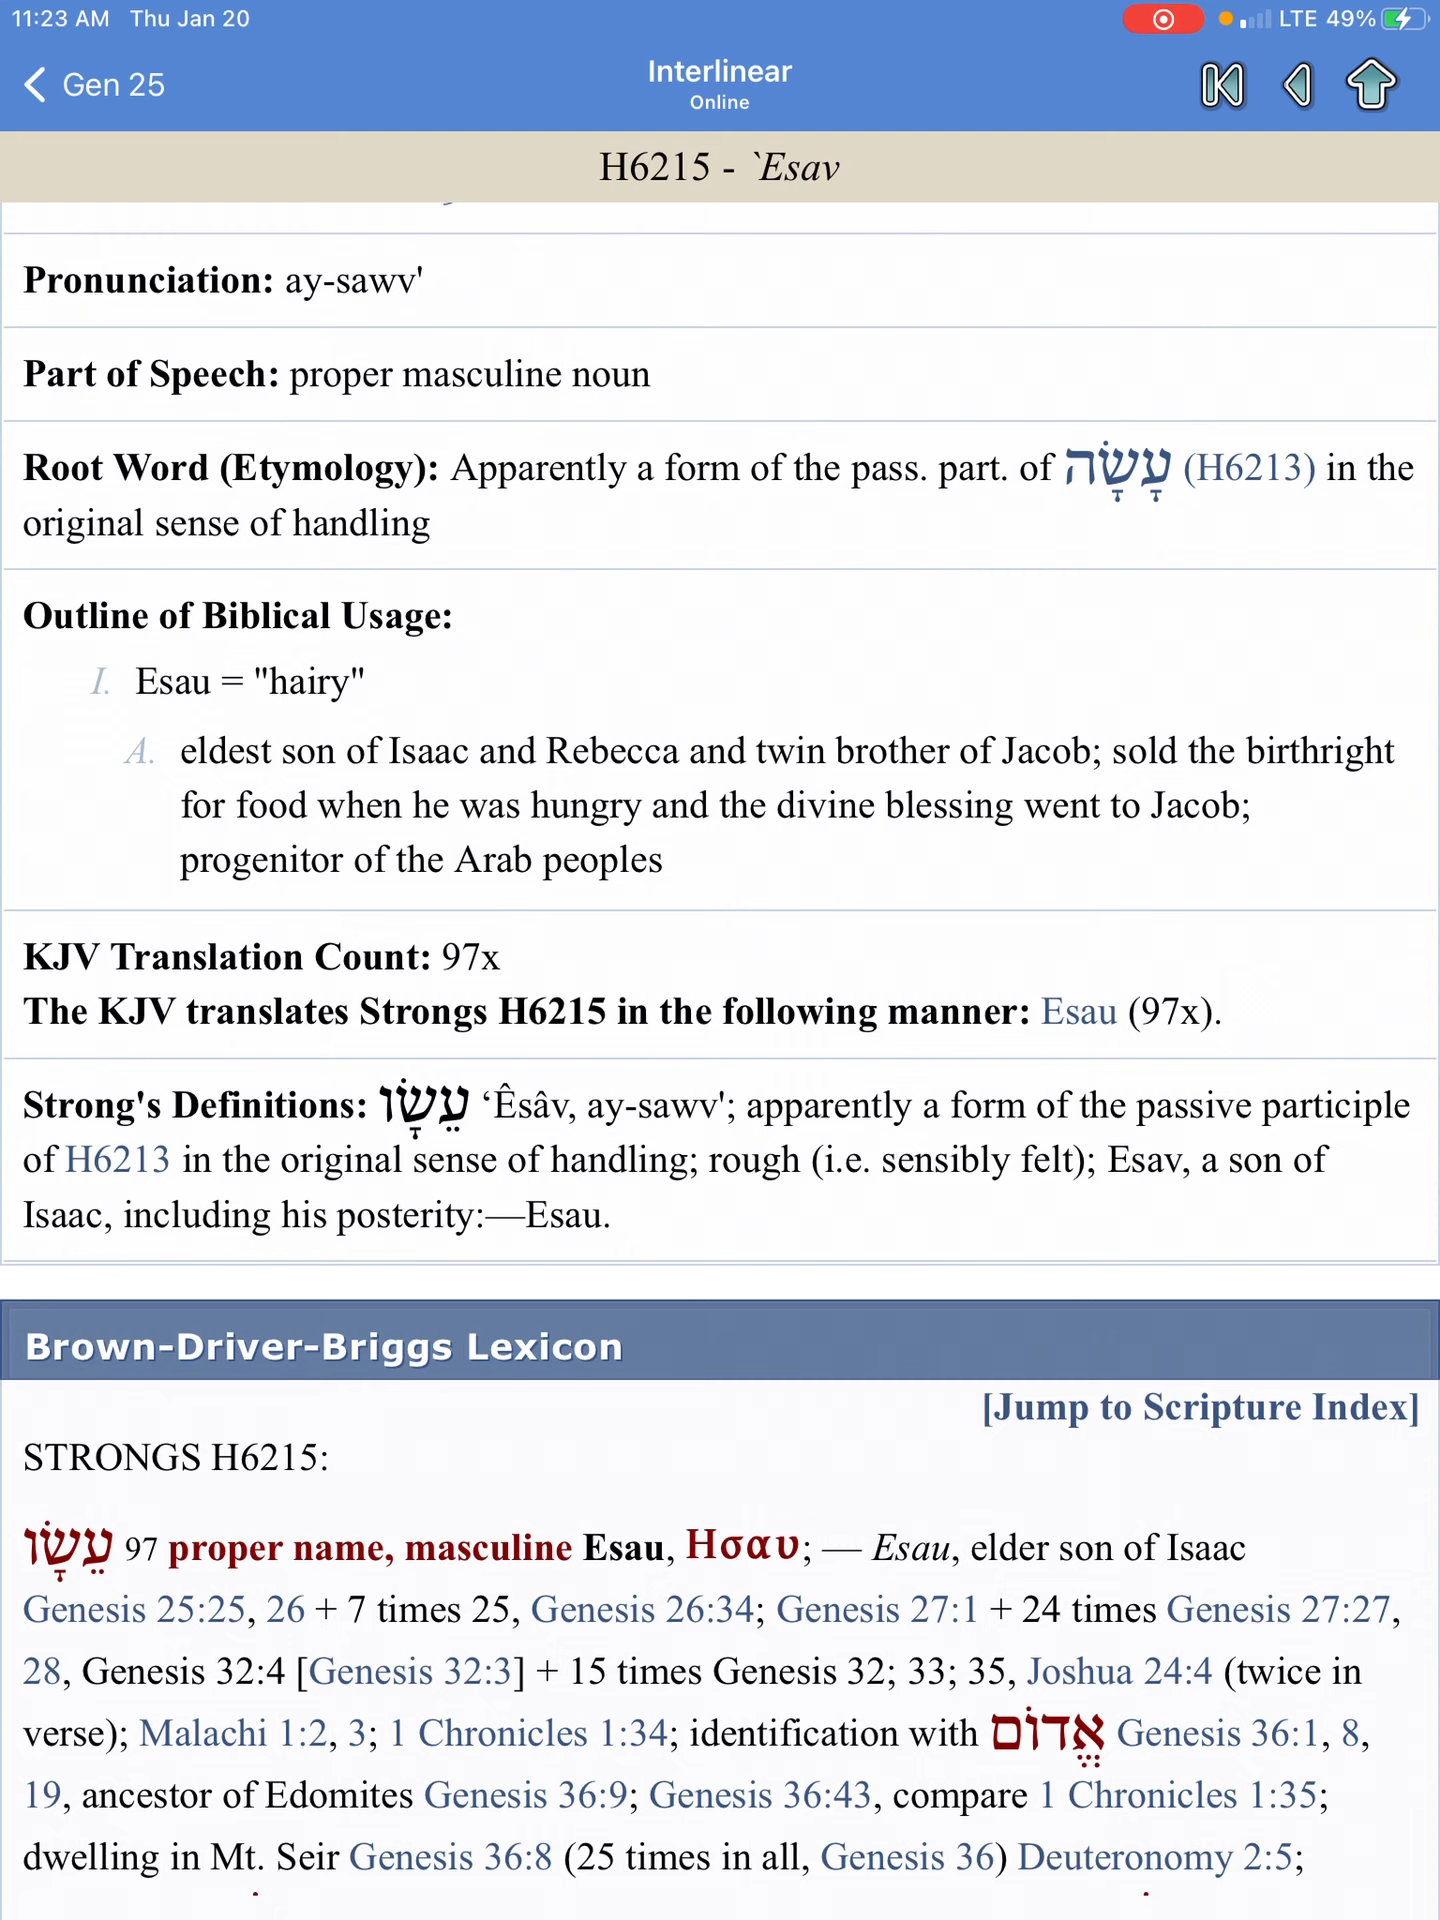 11:23 AM Thu Jan 20 LTE 49%
Gen 25
Interlinear
Online
H6215 - `Esav
Pronunciation: ay-sawv'
Part of Speech: proper masculine noun
Root Word (Etymology): Apparently a form of the pass. part. of עָשָׂה (H6213) in the
original sense of handling
Outline of Biblical Usage:
I. Esau = "hairy"
A. eldest son of Isaac and Rebecca and twin brother of Jacob; sold the birthright
for food when he was hungry and the divine blessing went to Jacob;
progenitor of the Arab peoples
KJV Translation Count: 97x
The KJV translates Strongs H6215 in the following manner: Esau (97x).
Strong's Definitions: עֵשָׂו ʻÊsâv, ay-sawv'; apparently a form of the passive participle
of H6213 in the original sense of handling; rough (i.e. sensibly felt); Esav, a son of
Isaac, including his posterity:—Esau.
Brown-Driver-Briggs Lexicon
[Jump to Scripture Index]
STRONGS H6215:
עֵשָׂו 97 proper name, masculine Esau, Ησαυ; — Esau, elder son of Isaac
Genesis 25:25, 26 + 7 times 25, Genesis 26:34; Genesis 27:1 + 24 times Genesis 27:27,
28, Genesis 32:4 [Genesis 32:3] + 15 times Genesis 32; 33; 35, Joshua 24:4 (twice in
verse); Malachi 1:2, 3; 1 Chronicles 1:34; identification with אֱדוֹם Genesis 36:1, 8,
19, ancestor of Edomites Genesis 36:9; Genesis 36:43, compare 1 Chronicles 1:35;
dwelling in Mt. Seir Genesis 36:8 (25 times in all, Genesis 36) Deuteronomy 2:5;